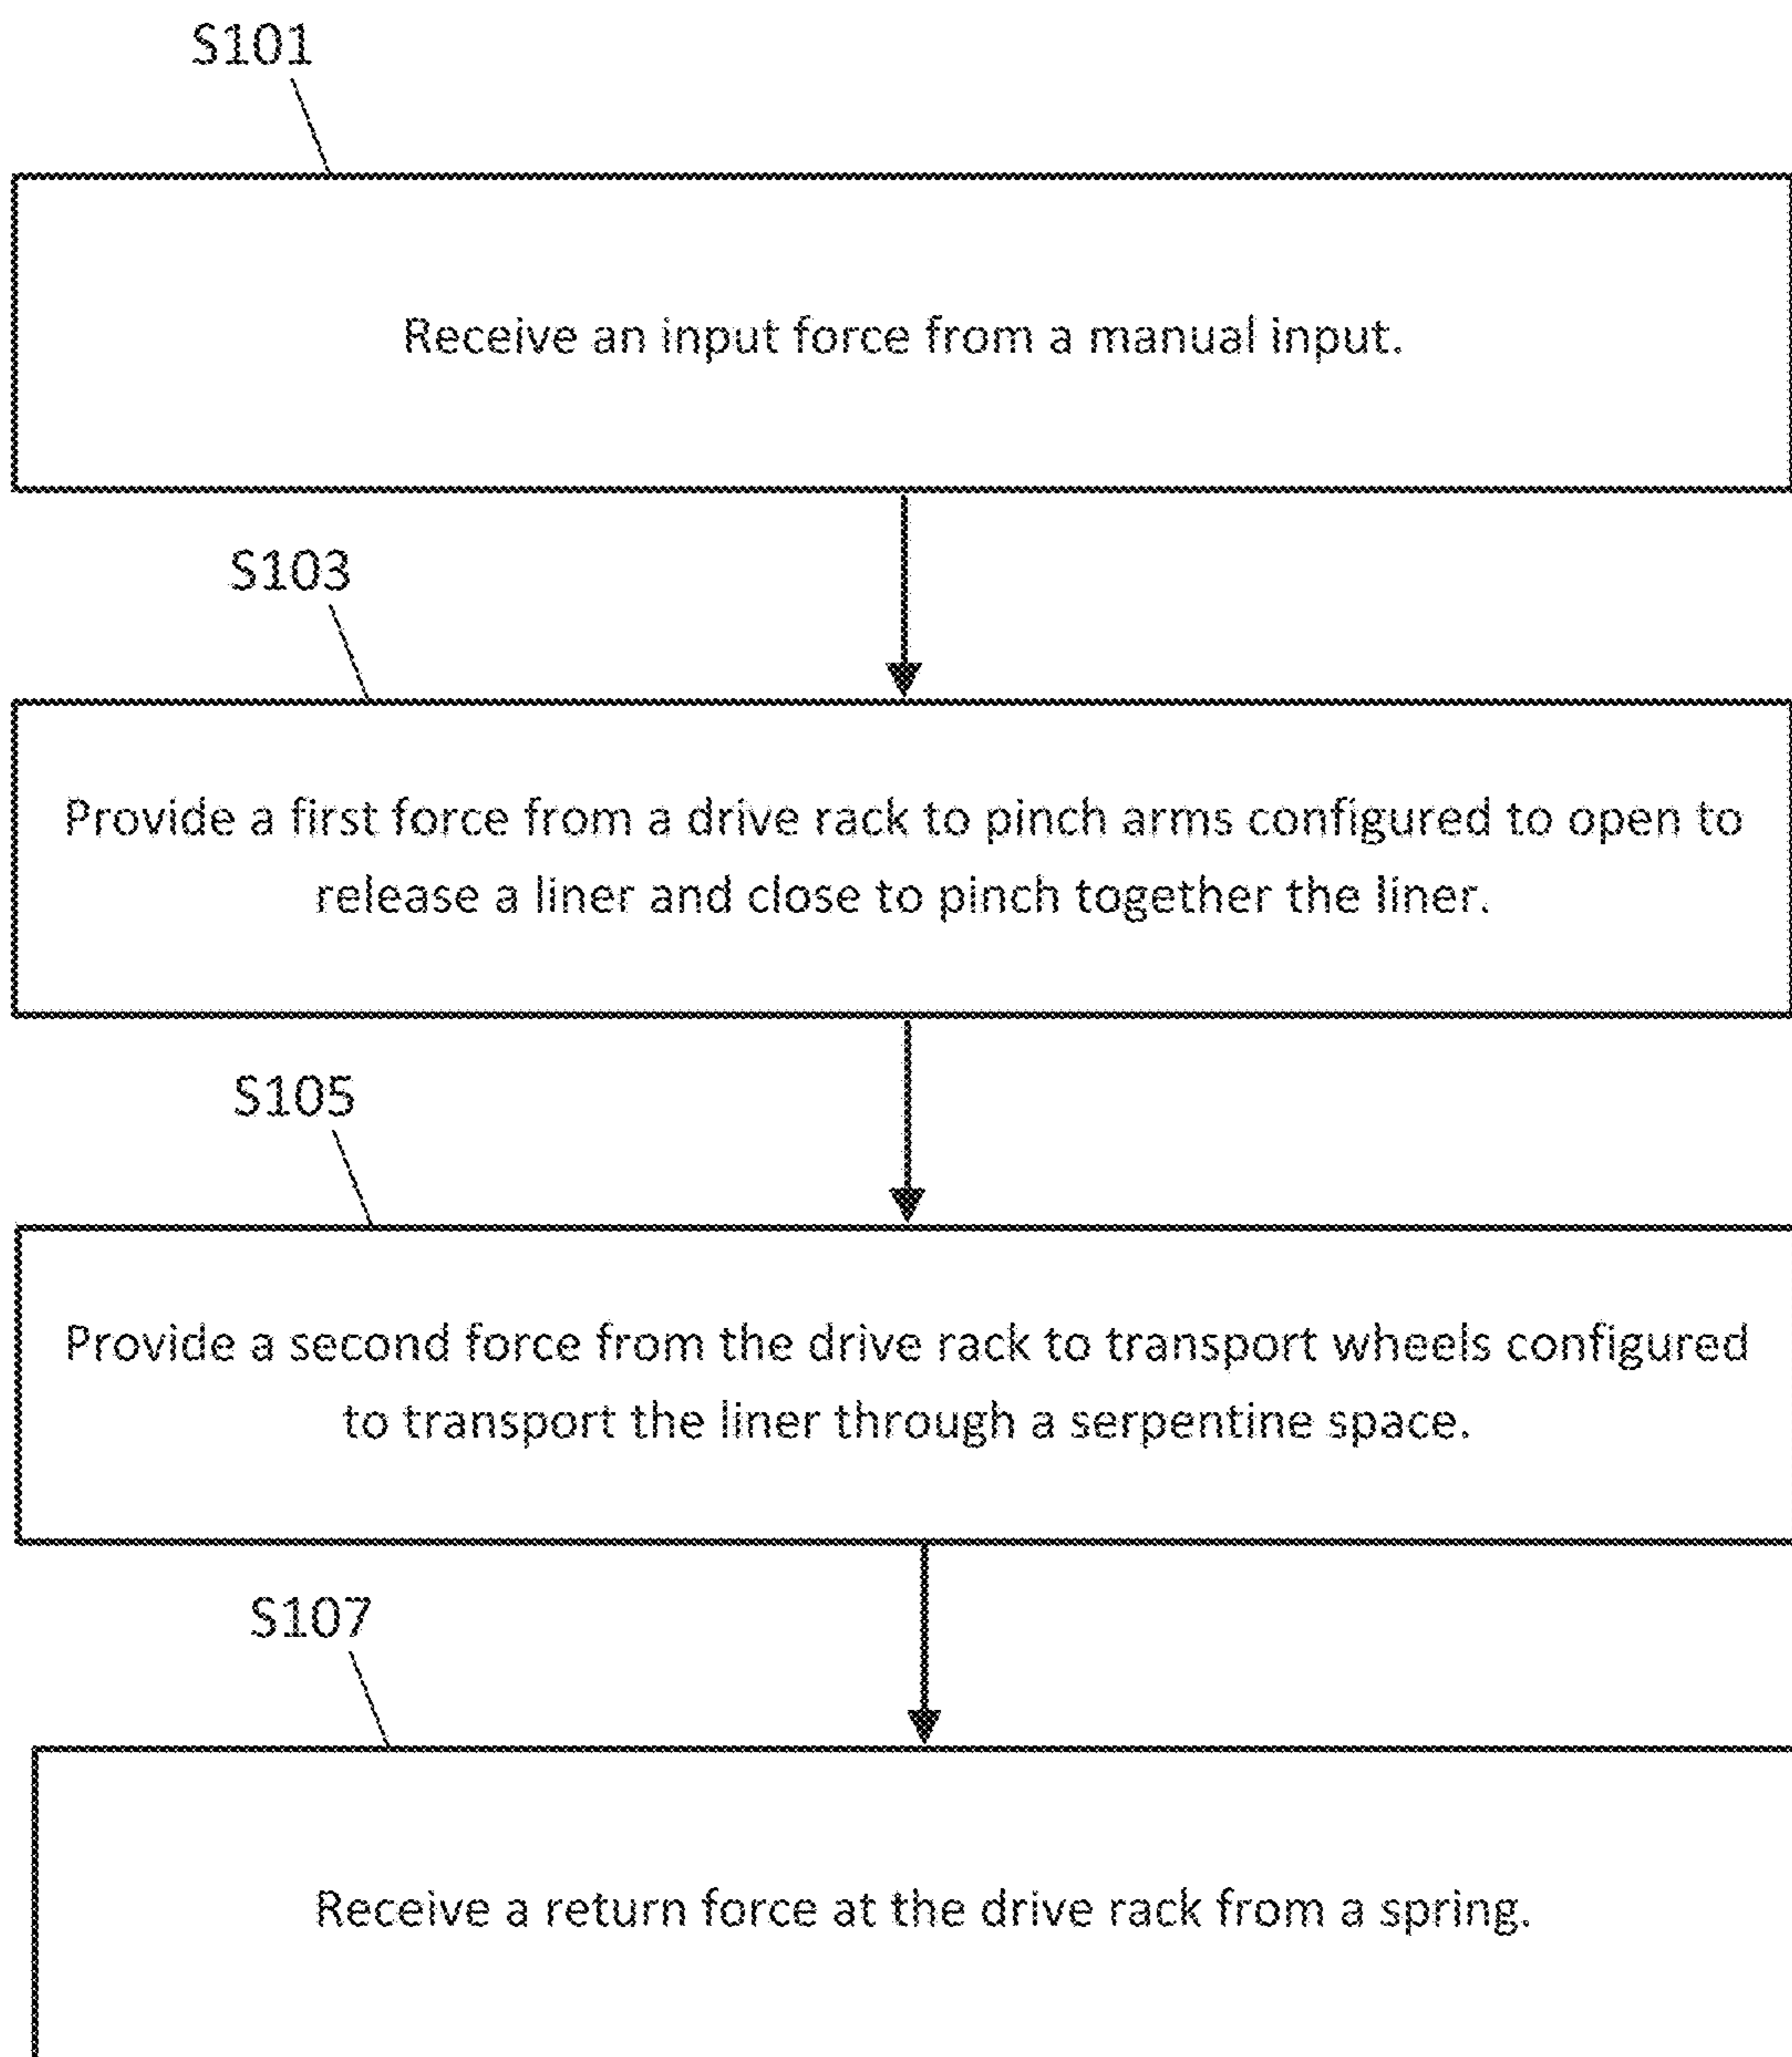 S101
Receive an input force from a manual input.
S103
Provide a first force from a drive rack to pinch arms configured to open to
release a liner and close to pinch together the liner.
S105
Provide a second force from the drive rack to transport wheels configured
to transport the liner through a serpentine space.
S107
Receive a return force at the drive rack from a spring.